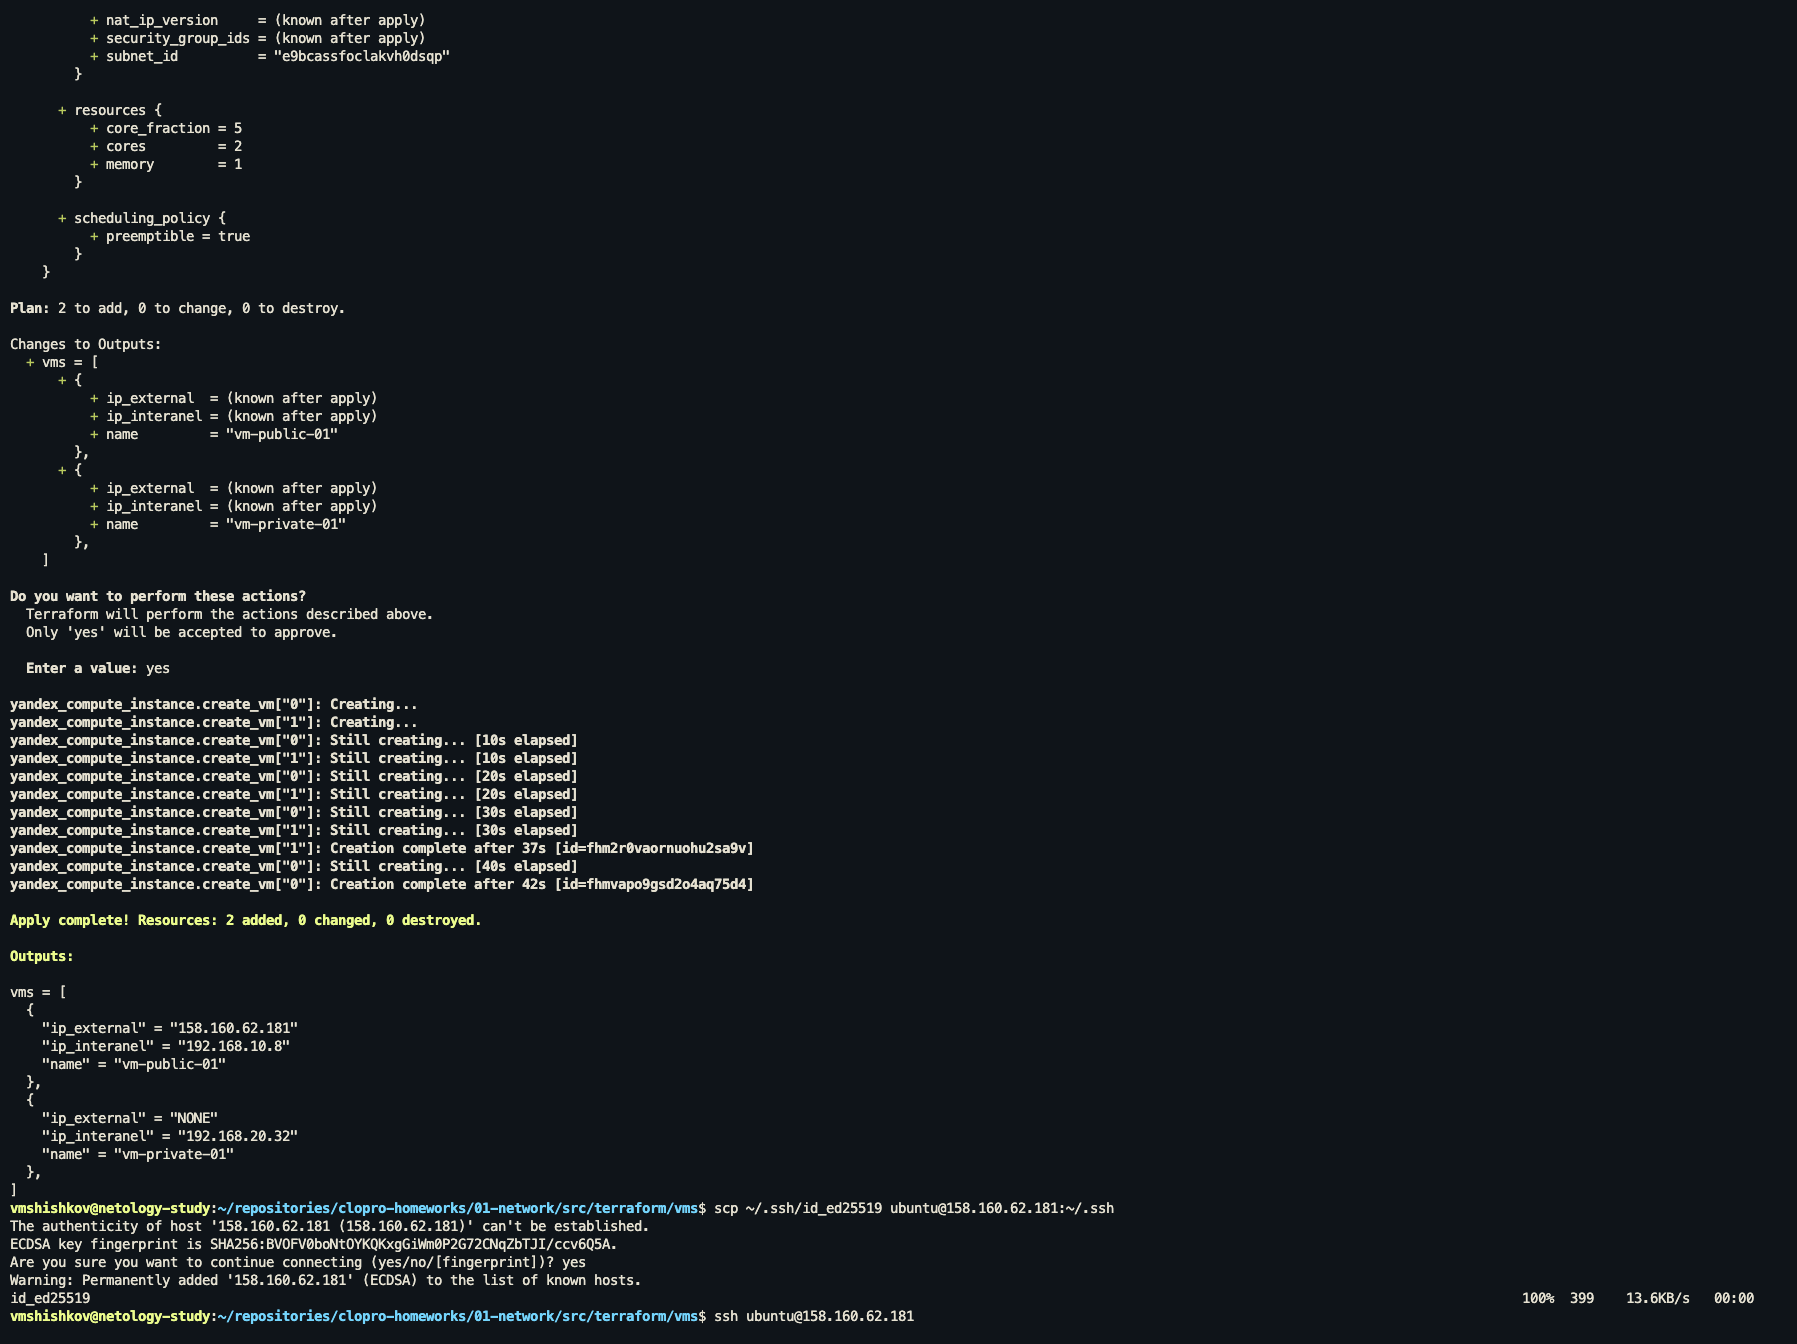 + nat_ip_version     = (known after apply)
          + security_group_ids = (known after apply)
          + subnet_id          = "e9bcassfoclakvh0dsqp"
        }

      + resources {
          + core_fraction = 5
          + cores         = 2
          + memory        = 1
        }

      + scheduling_policy {
          + preemptible = true
        }
    }

Plan: 2 to add, 0 to change, 0 to destroy.

Changes to Outputs:
  + vms = [
      + {
          + ip_external  = (known after apply)
          + ip_interanel = (known after apply)
          + name         = "vm-public-01"
        },
      + {
          + ip_external  = (known after apply)
          + ip_interanel = (known after apply)
          + name         = "vm-private-01"
        },
    ]

Do you want to perform these actions?
  Terraform will perform the actions described above.
  Only 'yes' will be accepted to approve.

  Enter a value: yes

yandex_compute_instance.create_vm["0"]: Creating...
yandex_compute_instance.create_vm["1"]: Creating...
yandex_compute_instance.create_vm["0"]: Still creating... [10s elapsed]
yandex_compute_instance.create_vm["1"]: Still creating... [10s elapsed]
yandex_compute_instance.create_vm["0"]: Still creating... [20s elapsed]
yandex_compute_instance.create_vm["1"]: Still creating... [20s elapsed]
yandex_compute_instance.create_vm["0"]: Still creating... [30s elapsed]
yandex_compute_instance.create_vm["1"]: Still creating... [30s elapsed]
yandex_compute_instance.create_vm["1"]: Creation complete after 37s [id=fhm2r0vaornuohu2sa9v]
yandex_compute_instance.create_vm["0"]: Still creating... [40s elapsed]
yandex_compute_instance.create_vm["0"]: Creation complete after 42s [id=fhmvapo9gsd2o4aq75d4]

Apply complete! Resources: 2 added, 0 changed, 0 destroyed.

Outputs:

vms = [
  {
    "ip_external" = "158.160.62.181"
    "ip_interanel" = "192.168.10.8"
    "name" = "vm-public-01"
  },
  {
    "ip_external" = "NONE"
    "ip_interanel" = "192.168.20.32"
    "name" = "vm-private-01"
  },
]
vmshishkov@netology-study:~/repositories/clopro-homeworks/01-network/src/terraform/vms$ scp ~/.ssh/id_ed25519 ubuntu@158.160.62.181:~/.ssh
The authenticity of host '158.160.62.181 (158.160.62.181)' can't be established.
ECDSA key fingerprint is SHA256:BVOFV0boNtOYKQKxgGiWm0P2G72CNqZbTJI/ccv6Q5A.
Are you sure you want to continue connecting (yes/no/[fingerprint])? yes
Warning: Permanently added '158.160.62.181' (ECDSA) to the list of known hosts.
id_ed25519 100% 399 13.6KB/s 00:00
vmshishkov@netology-study:~/repositories/clopro-homeworks/01-network/src/terraform/vms$ ssh ubuntu@158.160.62.181